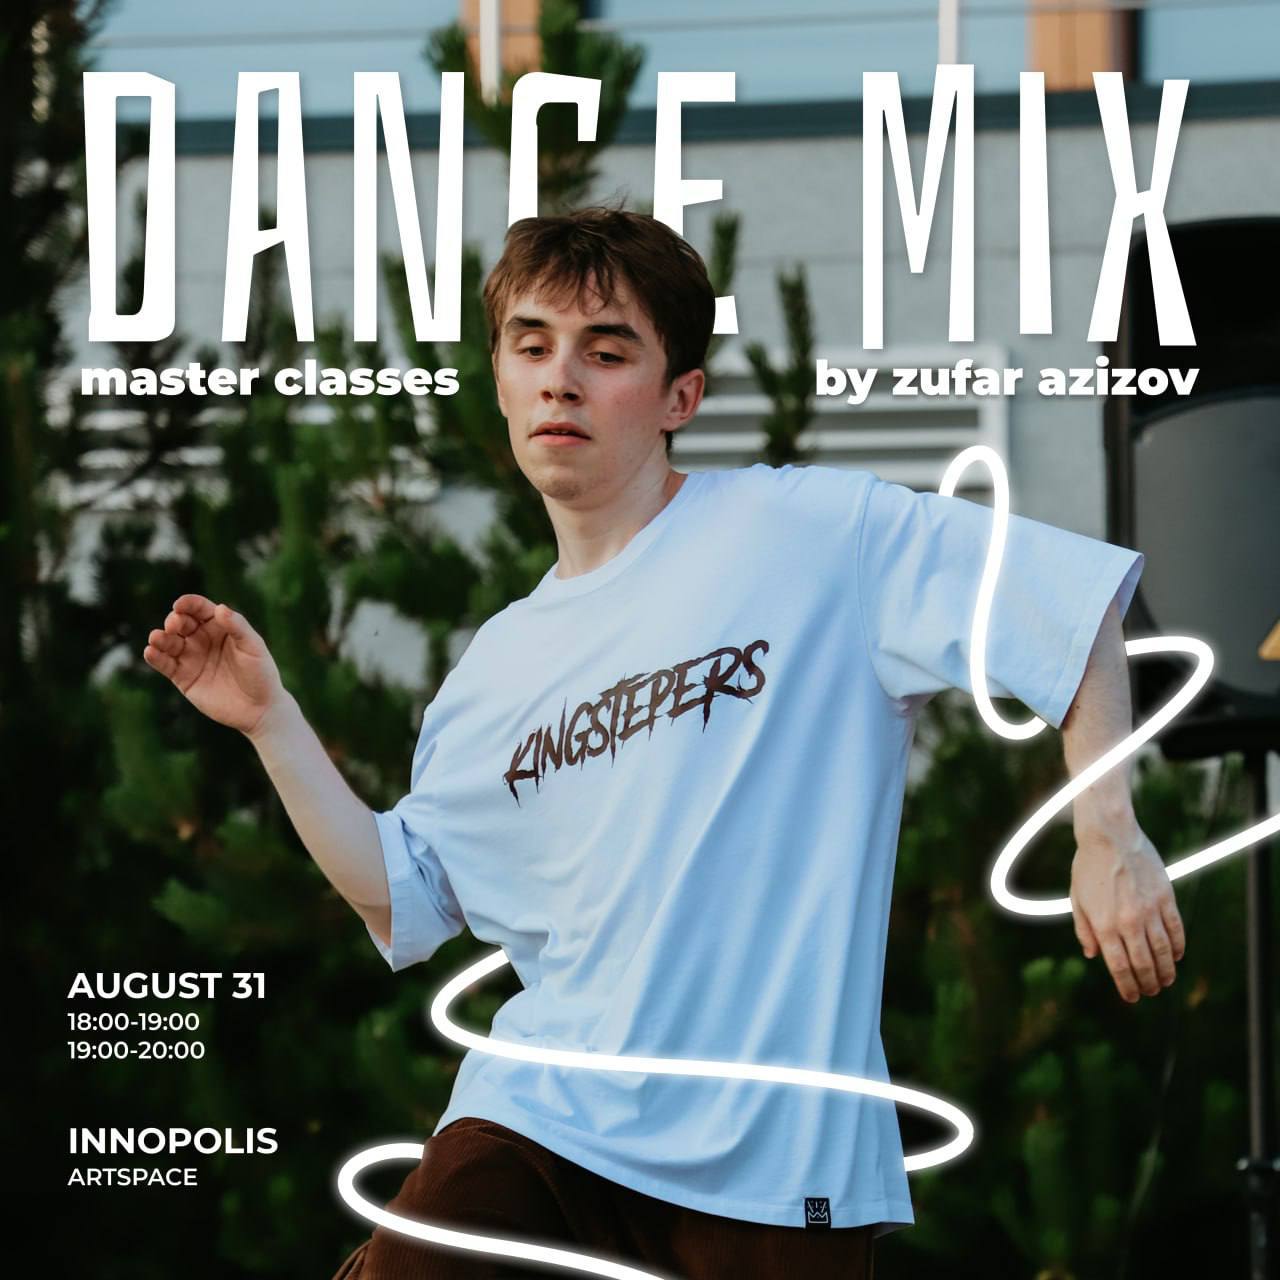 DANCE MIX
master classes
by zufar azizov
KINGSTEPERS
AUGUST 31
18:00-19:00
19:00-20:00
INNOPOLIS
ARTSPACE